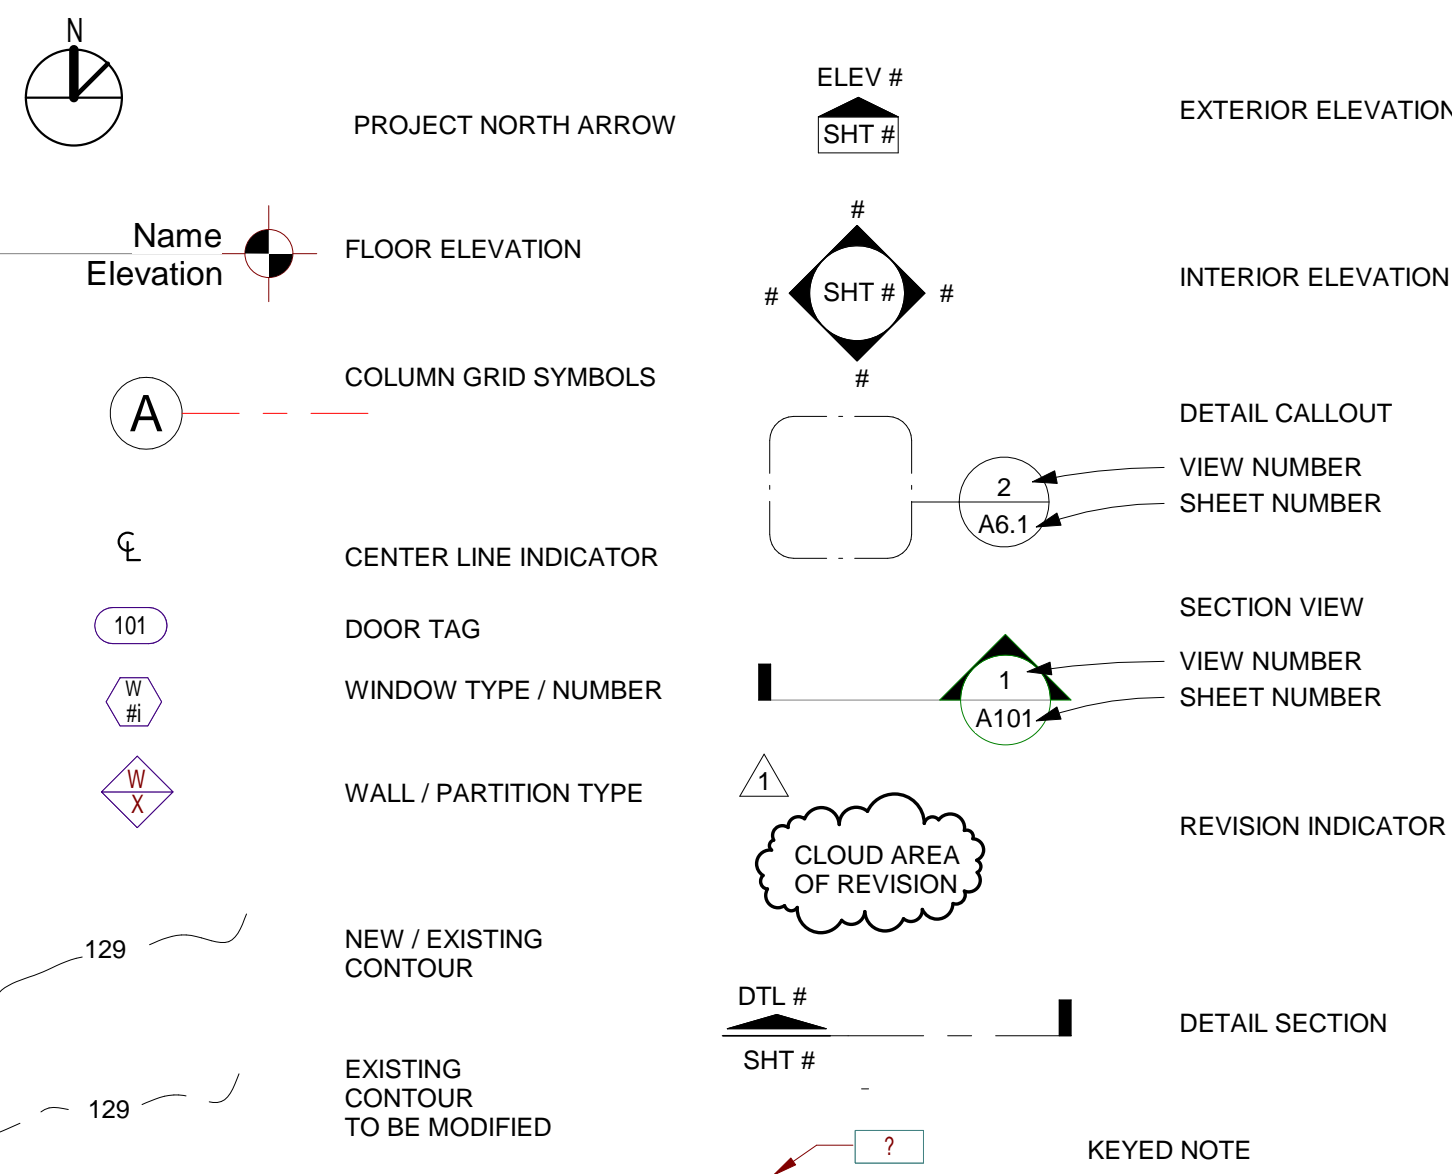 N
PROJECT NORTH ARROW
Name
Elevation
FLOOR ELEVATION
A
COLUMN GRID SYMBOLS
℄
CENTER LINE INDICATOR
101
DOOR TAG
W
#i
WINDOW TYPE / NUMBER
W
X
WALL / PARTITION TYPE
129
NEW / EXISTING
CONTOUR
129
EXISTING
CONTOUR
TO BE MODIFIED
ELEV #
SHT #
EXTERIOR ELEVATION
#
# SHT # #
#
INTERIOR ELEVATION
DETAIL CALLOUT
2
A6.1
VIEW NUMBER
SHEET NUMBER
SECTION VIEW
1
A101
VIEW NUMBER
SHEET NUMBER
1
CLOUD AREA
OF REVISION
REVISION INDICATOR
DTL #
SHT #
DETAIL SECTION
?
KEYED NOTE